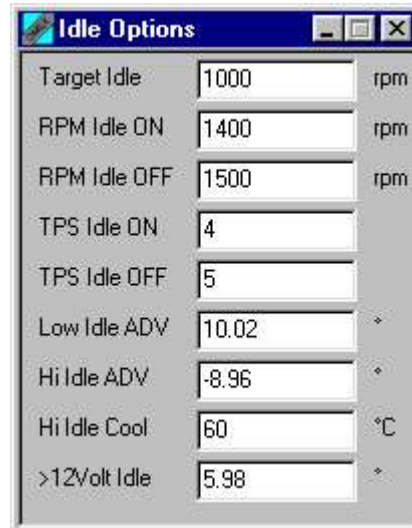 Idle Options
Target Idle 1000 rpm
RPM Idle ON 1400 rpm
RPM Idle OFF 1500 rpm
TPS Idle ON 4
TPS Idle OFF 5
Low Idle ADV 10.02 °
Hi Idle ADV -8.96 °
Hi Idle Cool 60 °C
>12Volt Idle 5.98 °